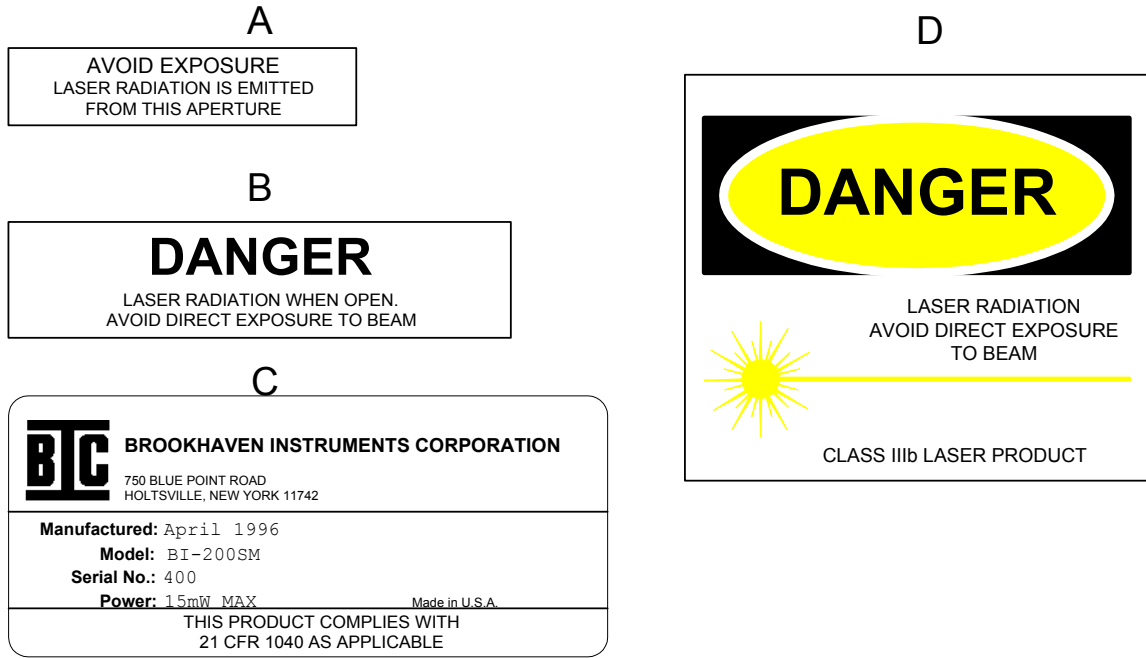 A
AVOID EXPOSURE
LASER RADIATION IS EMITTED
FROM THIS APERTURE
B
DANGER
LASER RADIATION WHEN OPEN.
AVOID DIRECT EXPOSURE TO BEAM
C
BIC
BROOKHAVEN INSTRUMENTS CORPORATION
750 BLUE POINT ROAD
HOLTSVILLE, NEW YORK 11742
Manufactured: April 1996
Model: BI-200SM
Serial No.: 400
Power: 15mW MAX Made in U.S.A.
THIS PRODUCT COMPLIES WITH
21 CFR 1040 AS APPLICABLE
D
DANGER
LASER RADIATION
AVOID DIRECT EXPOSURE
TO BEAM
CLASS IIIb LASER PRODUCT